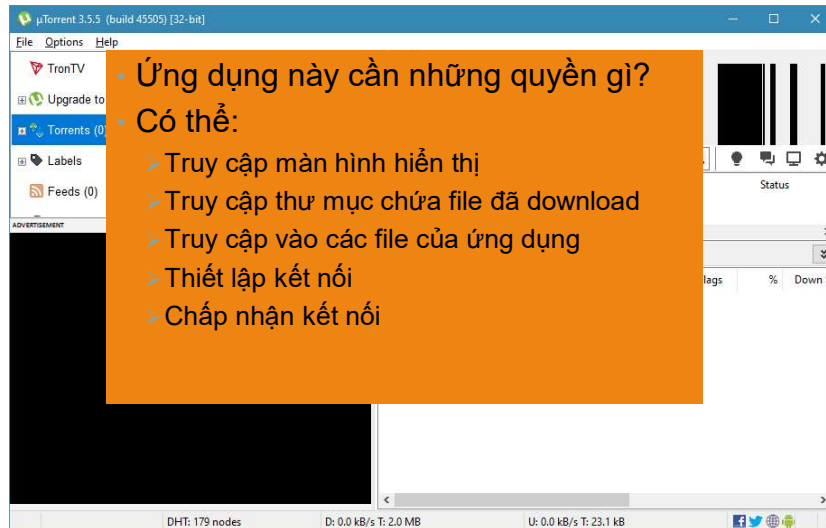 µTorrent 3.5.5 (build 45505) [32-bit]
File Options Help
TronTV
Upgrade to
Torrents (0)
Labels
Feeds (0)
ADVERTISEMENT
Ứng dụng này cần những quyền gì?
Có thể:
Truy cập màn hình hiển thị
Truy cập thư mục chứa file đã download
Truy cập vào các file của ứng dụng
Thiết lập kết nối
Chấp nhận kết nối
Status
lags % Down
DHT: 179 nodes D: 0.0 kB/s T: 2.0 MB U: 0.0 kB/s T: 23.1 kB